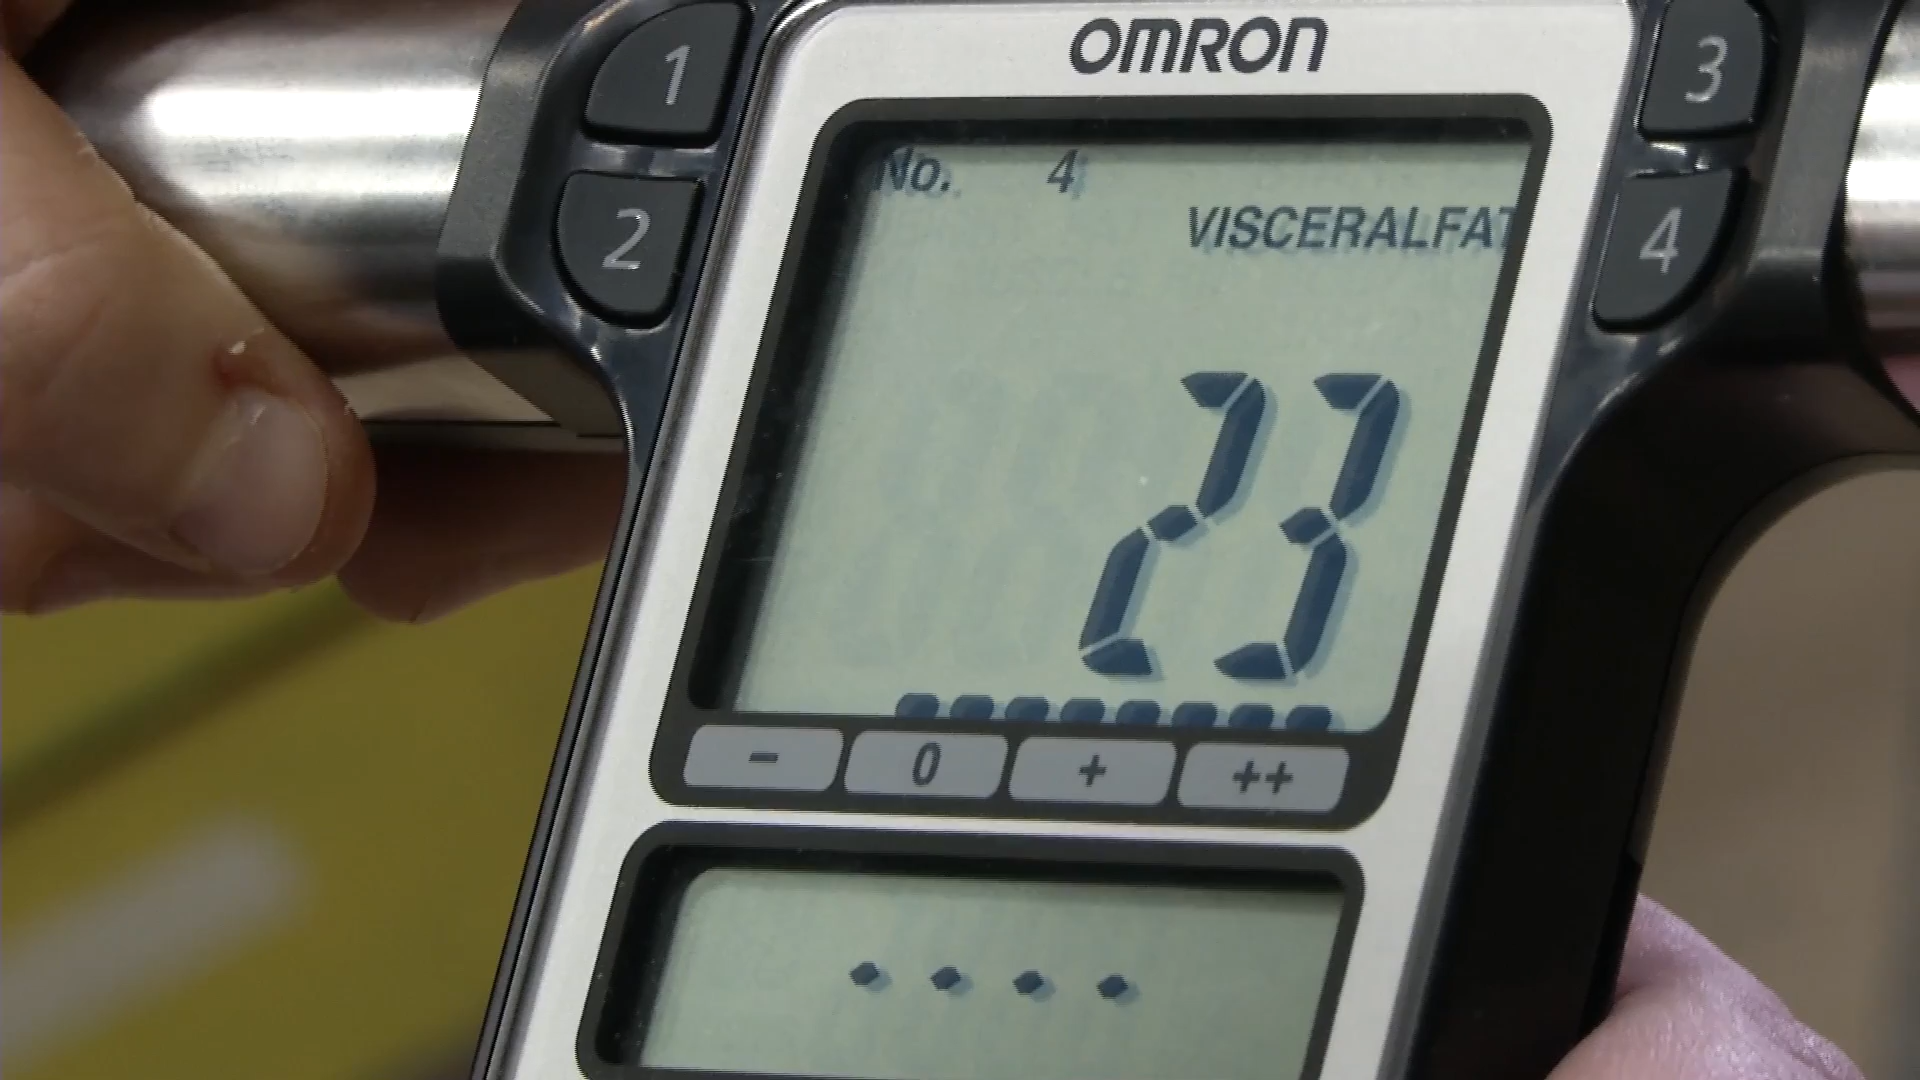 OMRON
1
2
3
4
No. 4
VISCERALFAT
23
- 0 + ++
- - - -